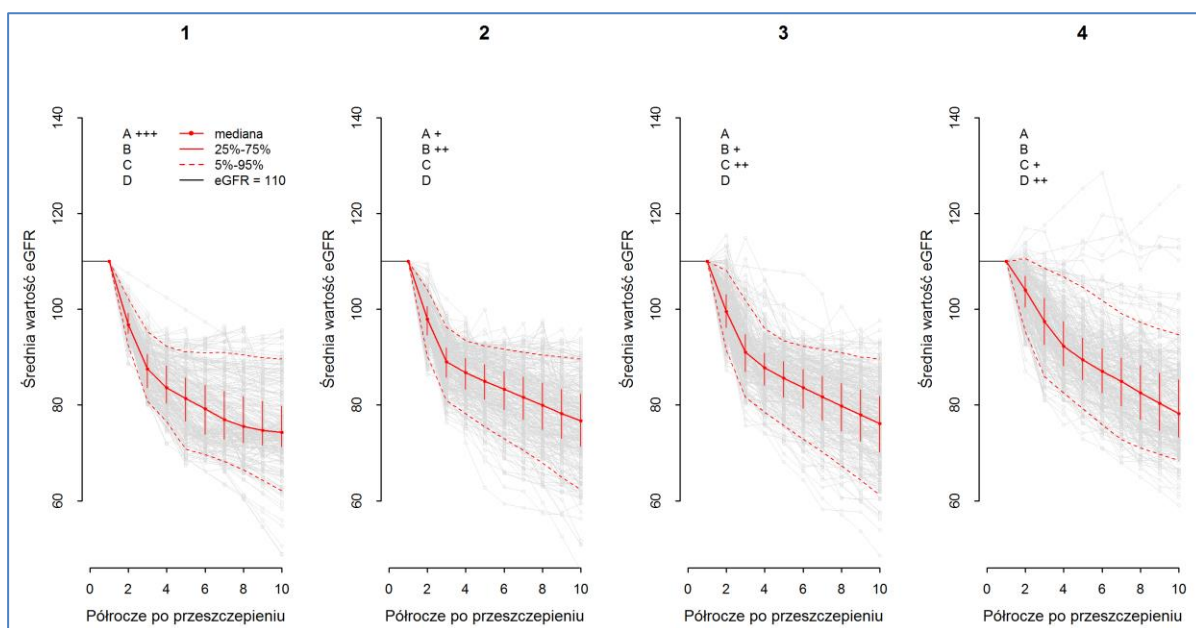 1
2
3
4
140
120
100
80
60
Średnia wartość eGFR
A +++
B
C
D
mediana
25%-75%
5%-95%
eGFR = 110
0 2 4 6 8 10
Półrocze po przeszczepieniu
140
120
100
80
60
Średnia wartość eGFR
A +
B ++
C
D
0 2 4 6 8 10
Półrocze po przeszczepieniu
140
120
100
80
60
Średnia wartość eGFR
A
B +
C ++
D
0 2 4 6 8 10
Półrocze po przeszczepieniu
140
120
100
80
60
Średnia wartość eGFR
A
B
C +
D ++
0 2 4 6 8 10
Półrocze po przeszczepieniu